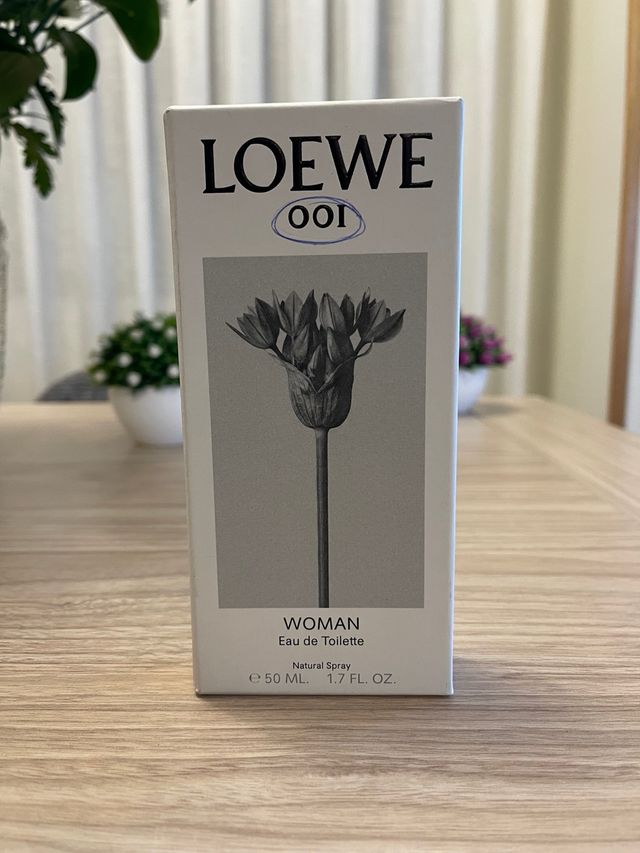 LOEWE
001
WOMAN
Eau de Toilette
Natural Spray
℮ 50 ML. 1.7 FL. OZ.